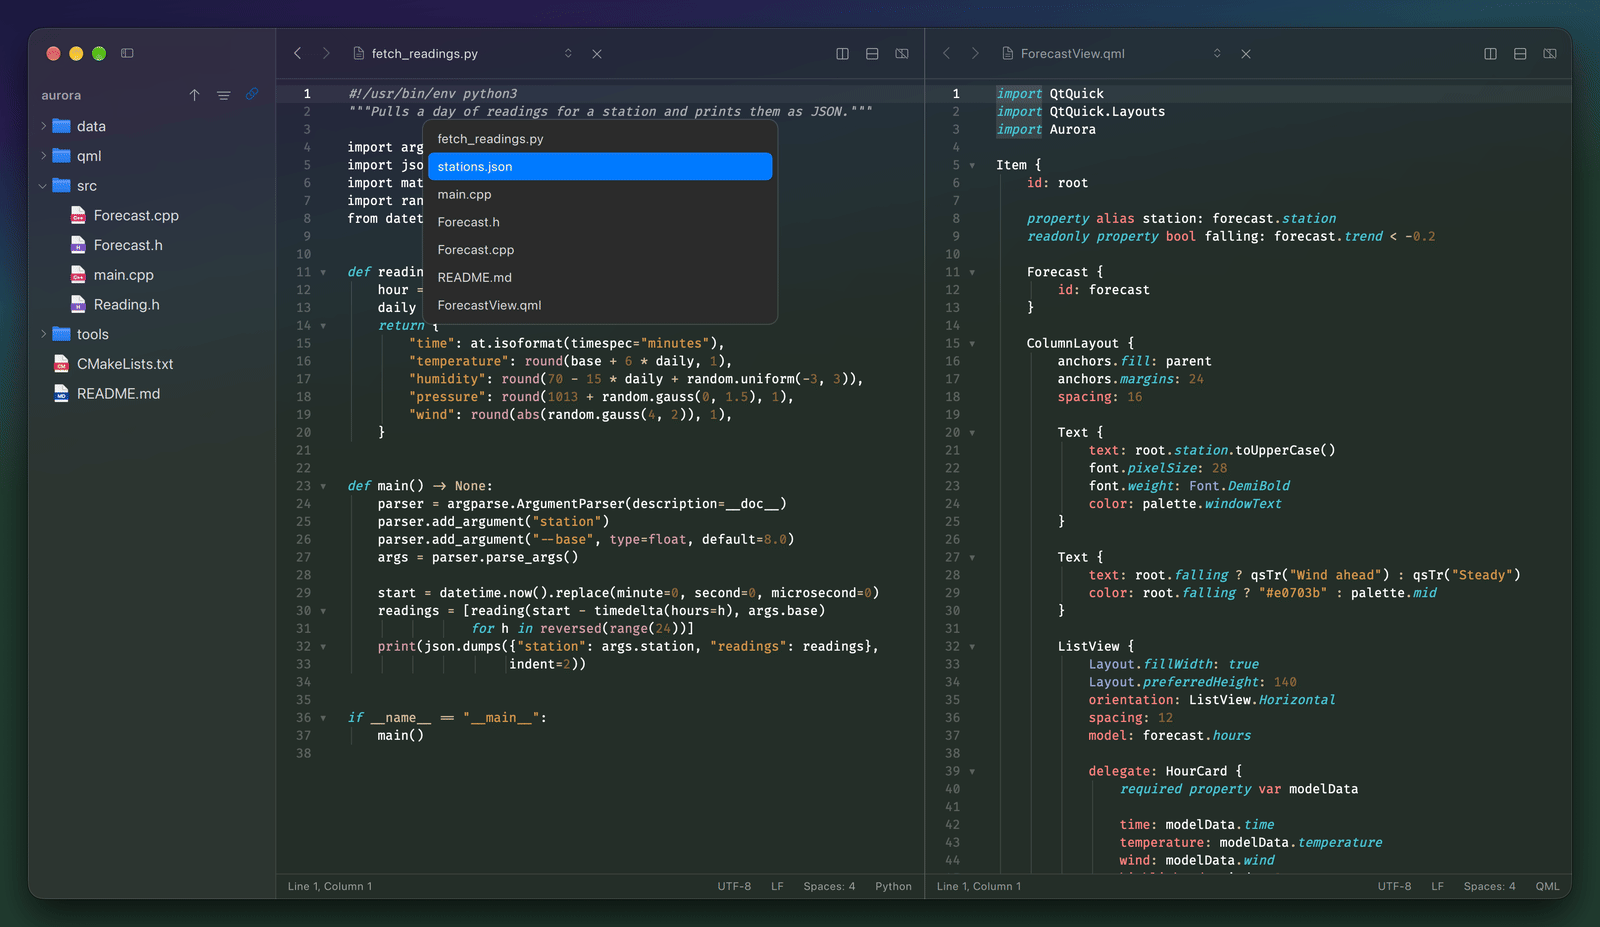 aurora
data
qml
src
Forecast.cpp
Forecast.h
main.cpp
Reading.h
tools
CMakeLists.txt
README.md
fetch_readings.py
1 #!/usr/bin/env python3
2 """Pulls a day of readings for a station and prints them as JSON."""
3
4 import arg
5 import jso
6 import mat
7 import ran
8 from datet
9
10
11 def readin
12 hour =
13 daily
14 return {
15 "time": at.isoformat(timespec="minutes"),
16 "temperature": round(base + 6 * daily, 1),
17 "humidity": round(70 - 15 * daily + random.uniform(-3, 3)),
18 "pressure": round(1013 + random.gauss(0, 1.5), 1),
19 "wind": round(abs(random.gauss(4, 2)), 1),
20 }
21
22
23 def main() -> None:
24 parser = argparse.ArgumentParser(description=__doc__)
25 parser.add_argument("station")
26 parser.add_argument("--base", type=float, default=8.0)
27 args = parser.parse_args()
28
29 start = datetime.now().replace(minute=0, second=0, microsecond=0)
30 readings = [reading(start - timedelta(hours=h), args.base)
31 for h in reversed(range(24))]
32 print(json.dumps({"station": args.station, "readings": readings},
33 indent=2))
34
35
36 if __name__ == "__main__":
37 main()
38
fetch_readings.py
stations.json
main.cpp
Forecast.h
Forecast.cpp
README.md
ForecastView.qml
Line 1, Column 1
UTF-8 LF Spaces: 4 Python
ForecastView.qml
1 import QtQuick
2 import QtQuick.Layouts
3 import Aurora
4
5 Item {
6 id: root
7
8 property alias station: forecast.station
9 readonly property bool falling: forecast.trend < -0.2
10
11 Forecast {
12 id: forecast
13 }
14
15 ColumnLayout {
16 anchors.fill: parent
17 anchors.margins: 24
18 spacing: 16
19
20 Text {
21 text: root.station.toUpperCase()
22 font.pixelSize: 28
23 font.weight: Font.DemiBold
24 color: palette.windowText
25 }
26
27 Text {
28 text: root.falling ? qsTr("Wind ahead") : qsTr("Steady")
29 color: root.falling ? "#e0703b" : palette.mid
30 }
31
32 ListView {
33 Layout.fillWidth: true
34 Layout.preferredHeight: 140
35 orientation: ListView.Horizontal
36 spacing: 12
37 model: forecast.hours
38
39 delegate: HourCard {
40 required property var modelData
41
42 time: modelData.time
43 temperature: modelData.temperature
44 wind: modelData.wind
Line 1, Column 1
UTF-8 LF Spaces: 4 QML